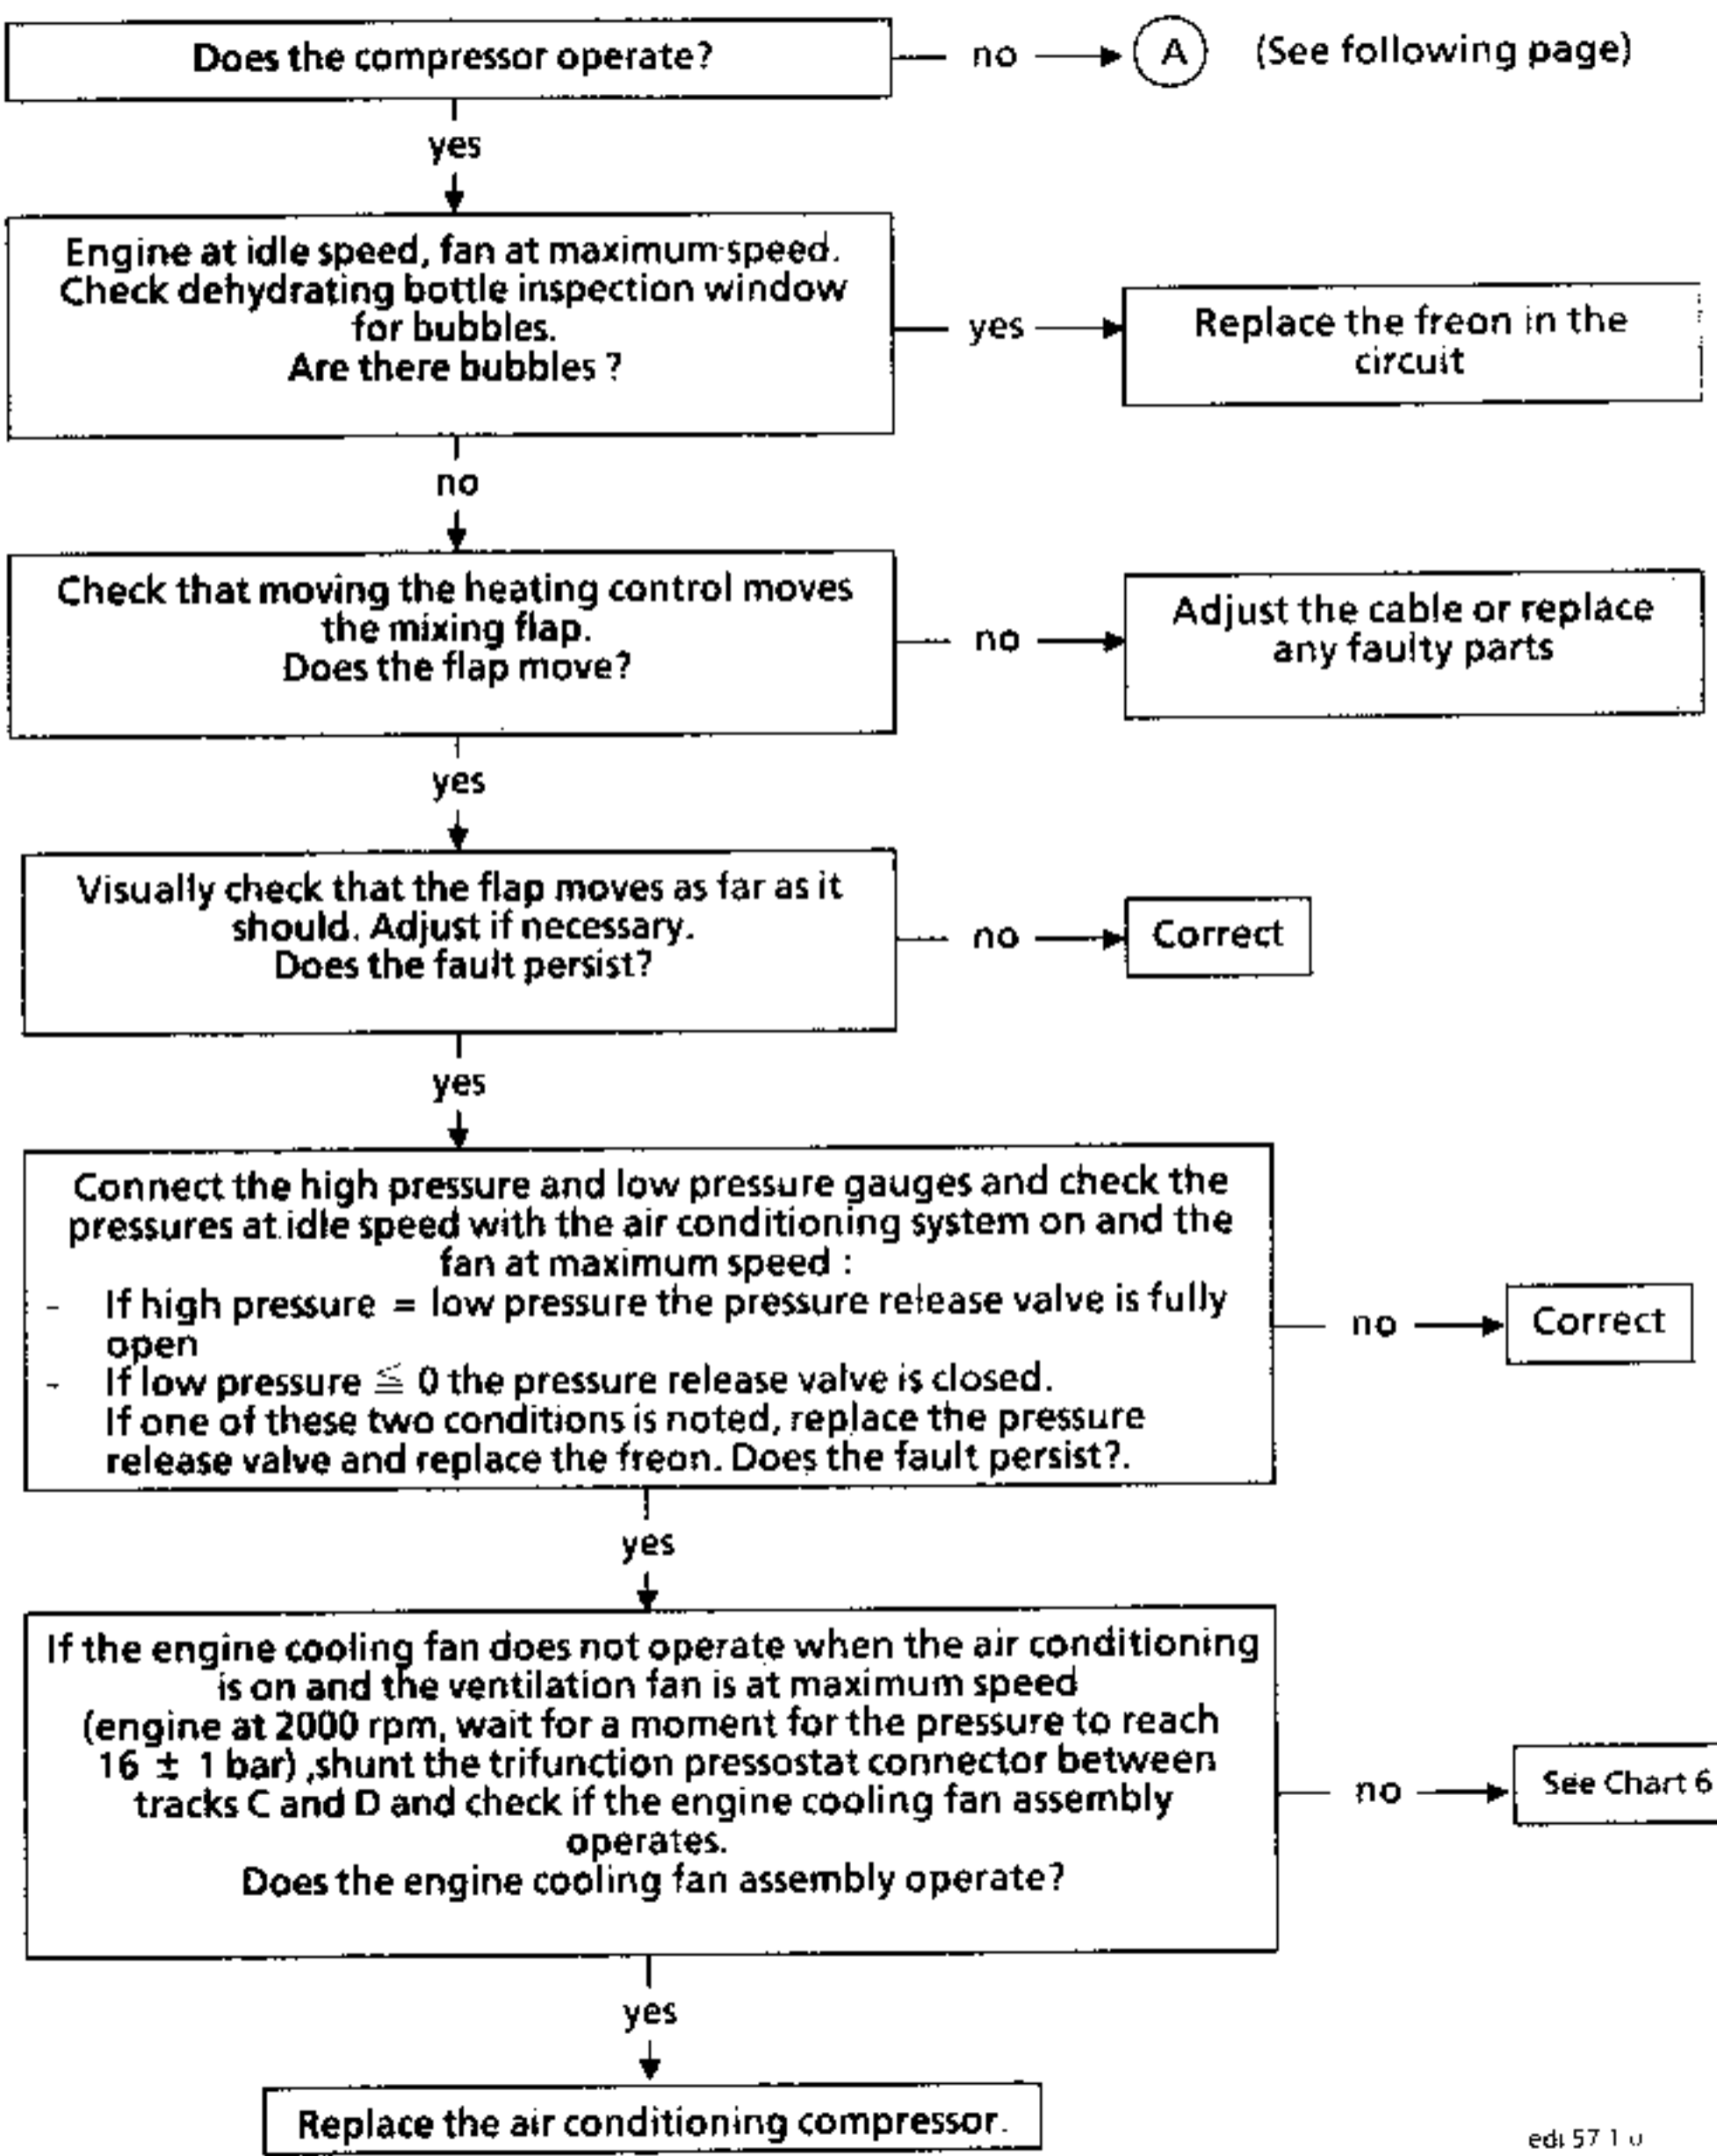 Does the compressor operate?
no
A
(See following page)
yes
Engine at idle speed, fan at maximum speed.
Check dehydrating bottle inspection window
for bubbles.
Are there bubbles ?
yes
Replace the freon in the
circuit
no
Check that moving the heating control moves
the mixing flap.
Does the flap move?
no
Adjust the cable or replace
any faulty parts
yes
Visually check that the flap moves as far as it
should. Adjust if necessary.
Does the fault persist?
no
Correct
yes
Connect the high pressure and low pressure gauges and check the
pressures at idle speed with the air conditioning system on and the
fan at maximum speed :
- If high pressure = low pressure the pressure release valve is fully
open
- If low pressure ≦ 0 the pressure release valve is closed.
If one of these two conditions is noted, replace the pressure
release valve and replace the freon. Does the fault persist?.
no
Correct
yes
If the engine cooling fan does not operate when the air conditioning
is on and the ventilation fan is at maximum speed
(engine at 2000 rpm, wait for a moment for the pressure to reach
16 ± 1 bar) ,shunt the trifunction pressostat connector between
tracks C and D and check if the engine cooling fan assembly
operates.
Does the engine cooling fan assembly operate?
no
See Chart 6
yes
Replace the air conditioning compressor.
edi 57 1 u